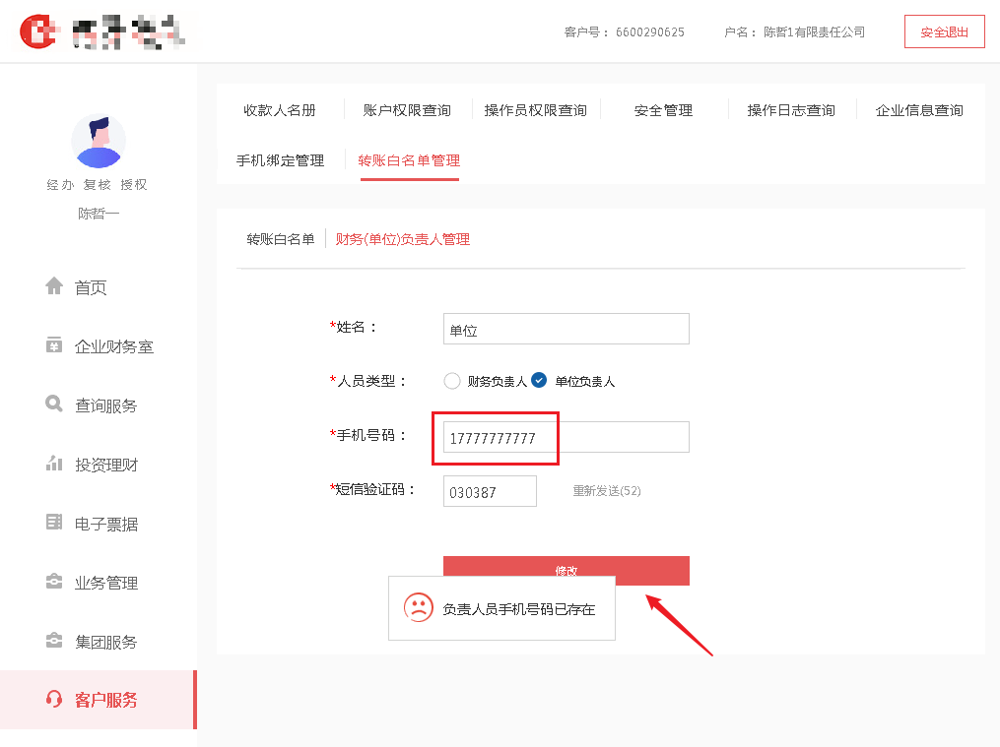 客户号： 6600290625 户名： 陈哲1有限责任公司 安全退出
收款人名册 账户权限查询 操作员权限查询 安全管理 操作日志查询 企业信息查询
手机绑定管理 转账白名单管理
经办 复核 授权
陈哲一
首页
企业财务室
查询服务
投资理财
电子票据
业务管理
集团服务
客户服务
转账白名单 财务(单位)负责人管理
*姓名： 单位
*人员类型： 财务负责人 单位负责人
*手机号码： 17777777777
*短信验证码： 030387 重新发送(52)
修改
负责人员手机号码已存在